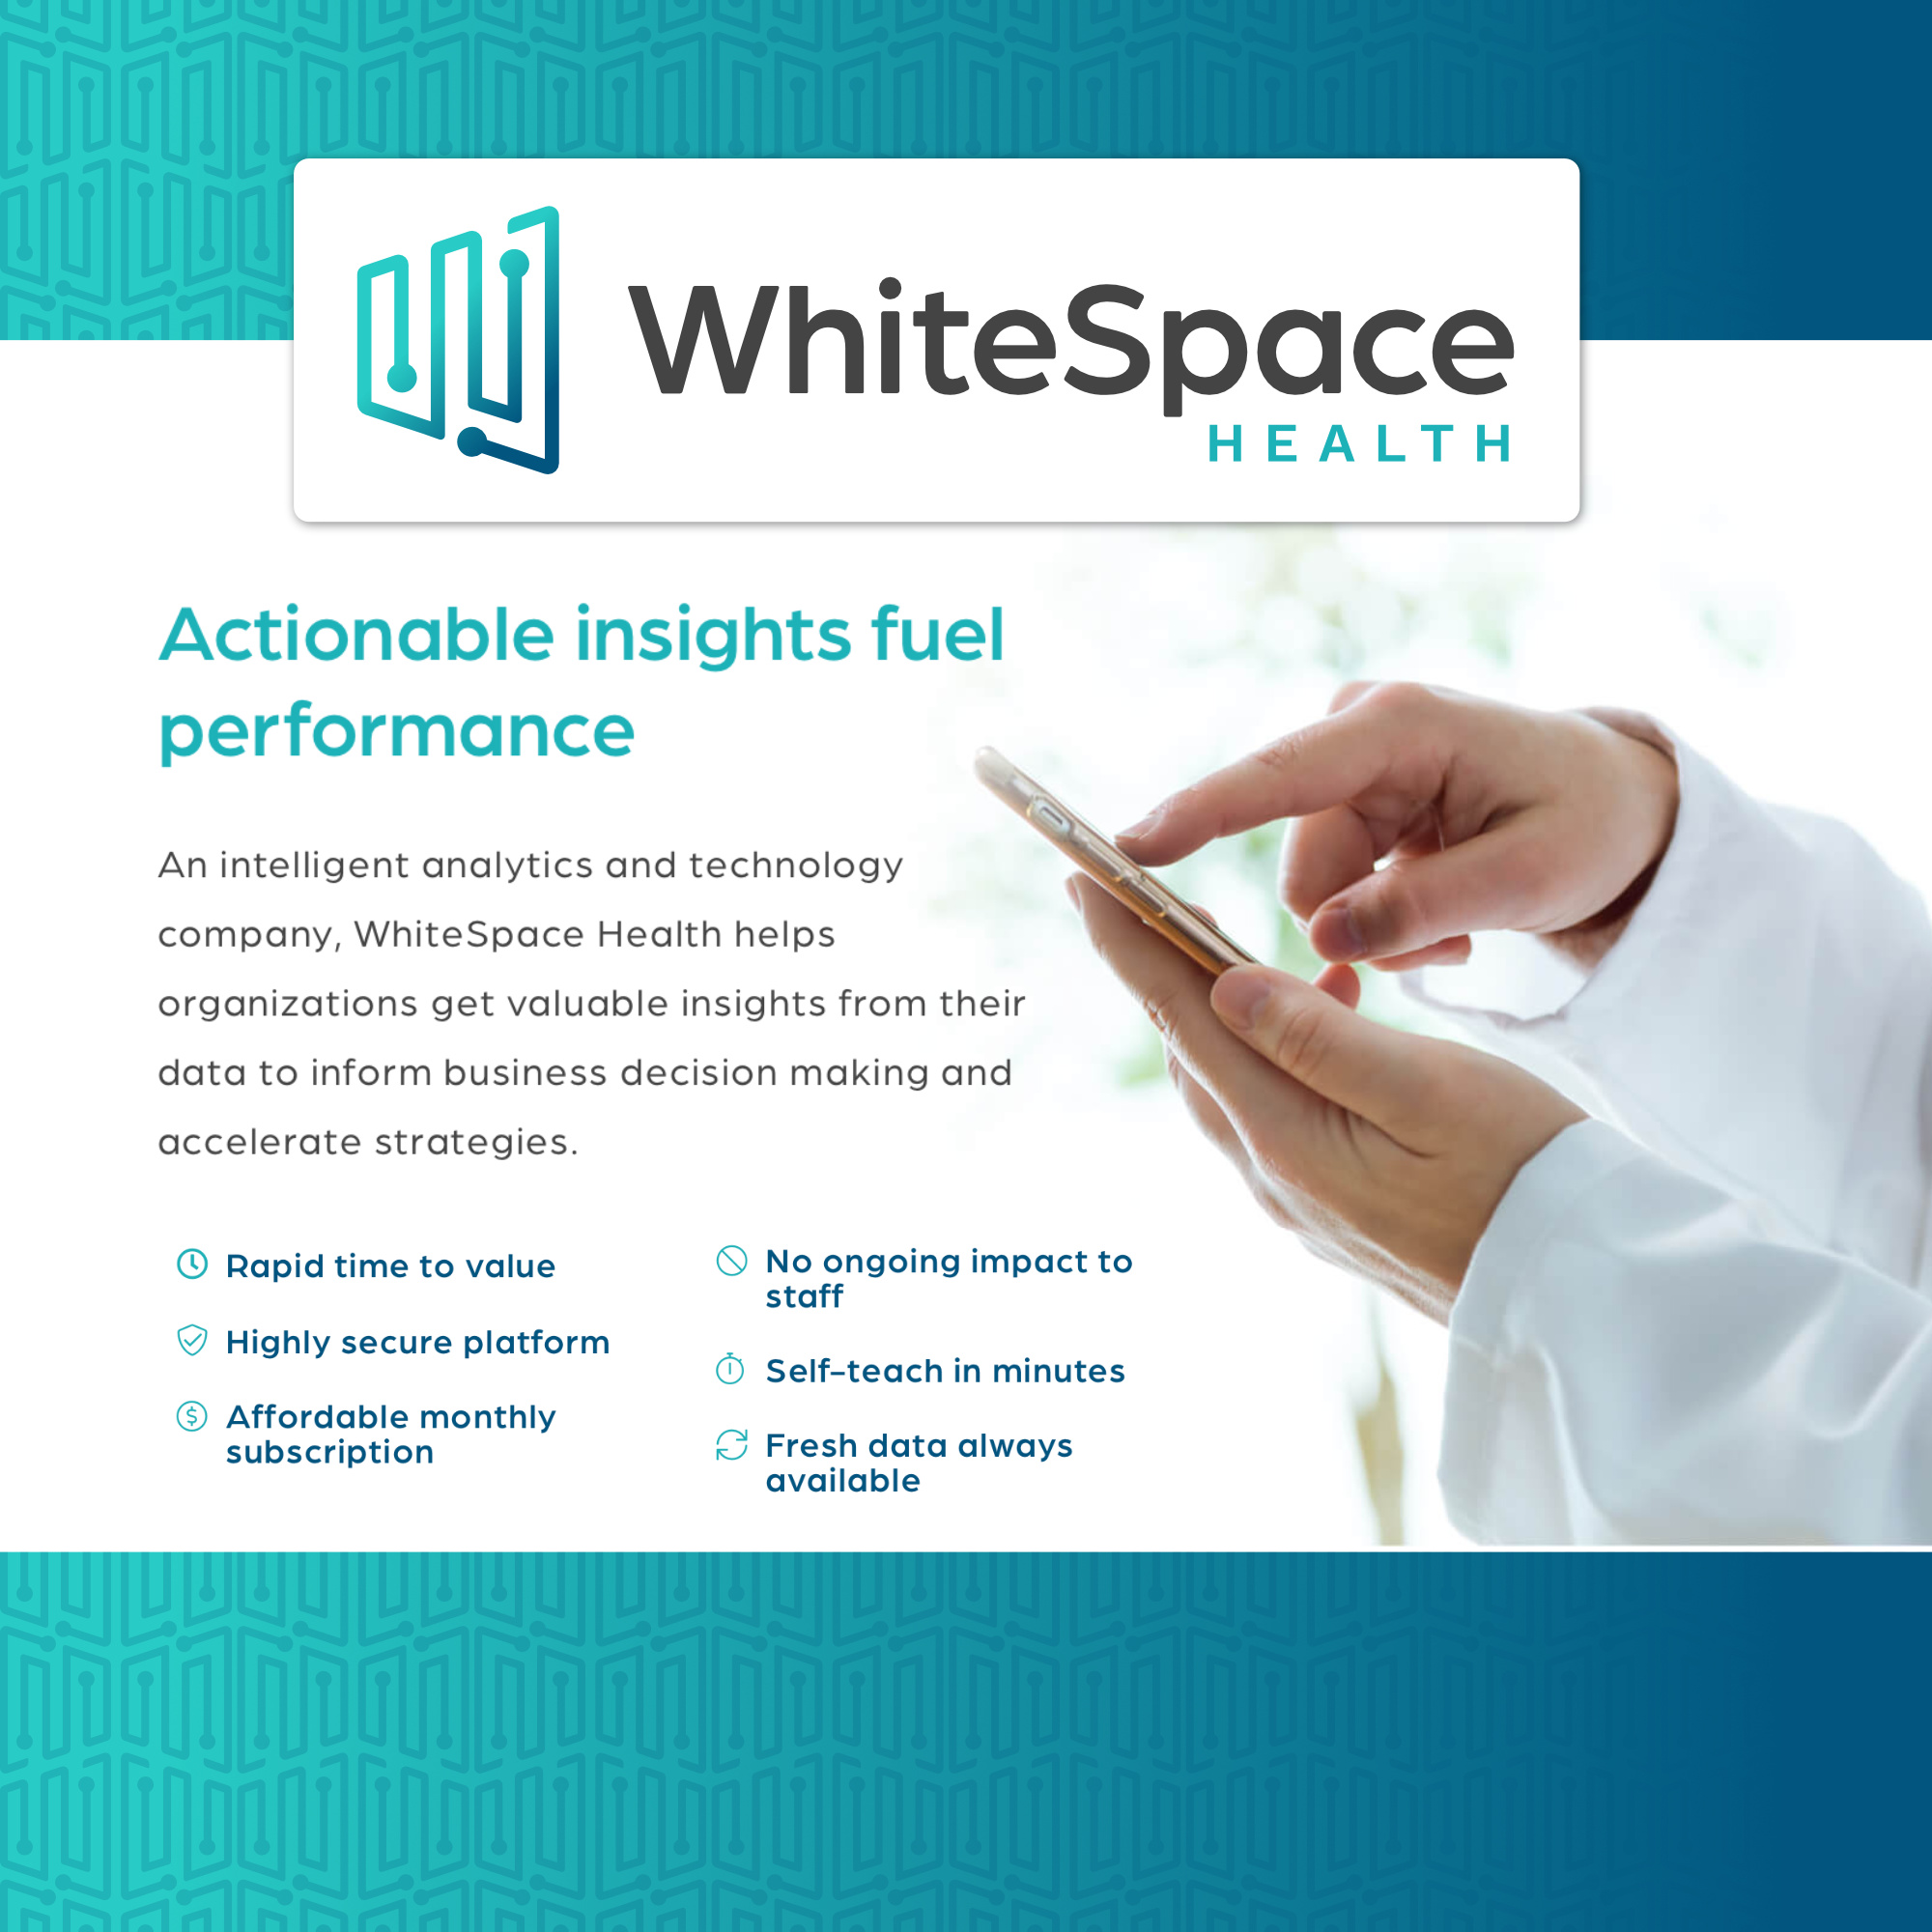 WhiteSpace
HEALTH
Actionable insights fuel
performance
An intelligent analytics and technology
company, WhiteSpace Health helps
organizations get valuable insights from their
data to inform business decision making and
accelerate strategies.
Rapid time to value
Highly secure platform
Affordable monthly
subscription
No ongoing impact to
staff
Self-teach in minutes
Fresh data always
available